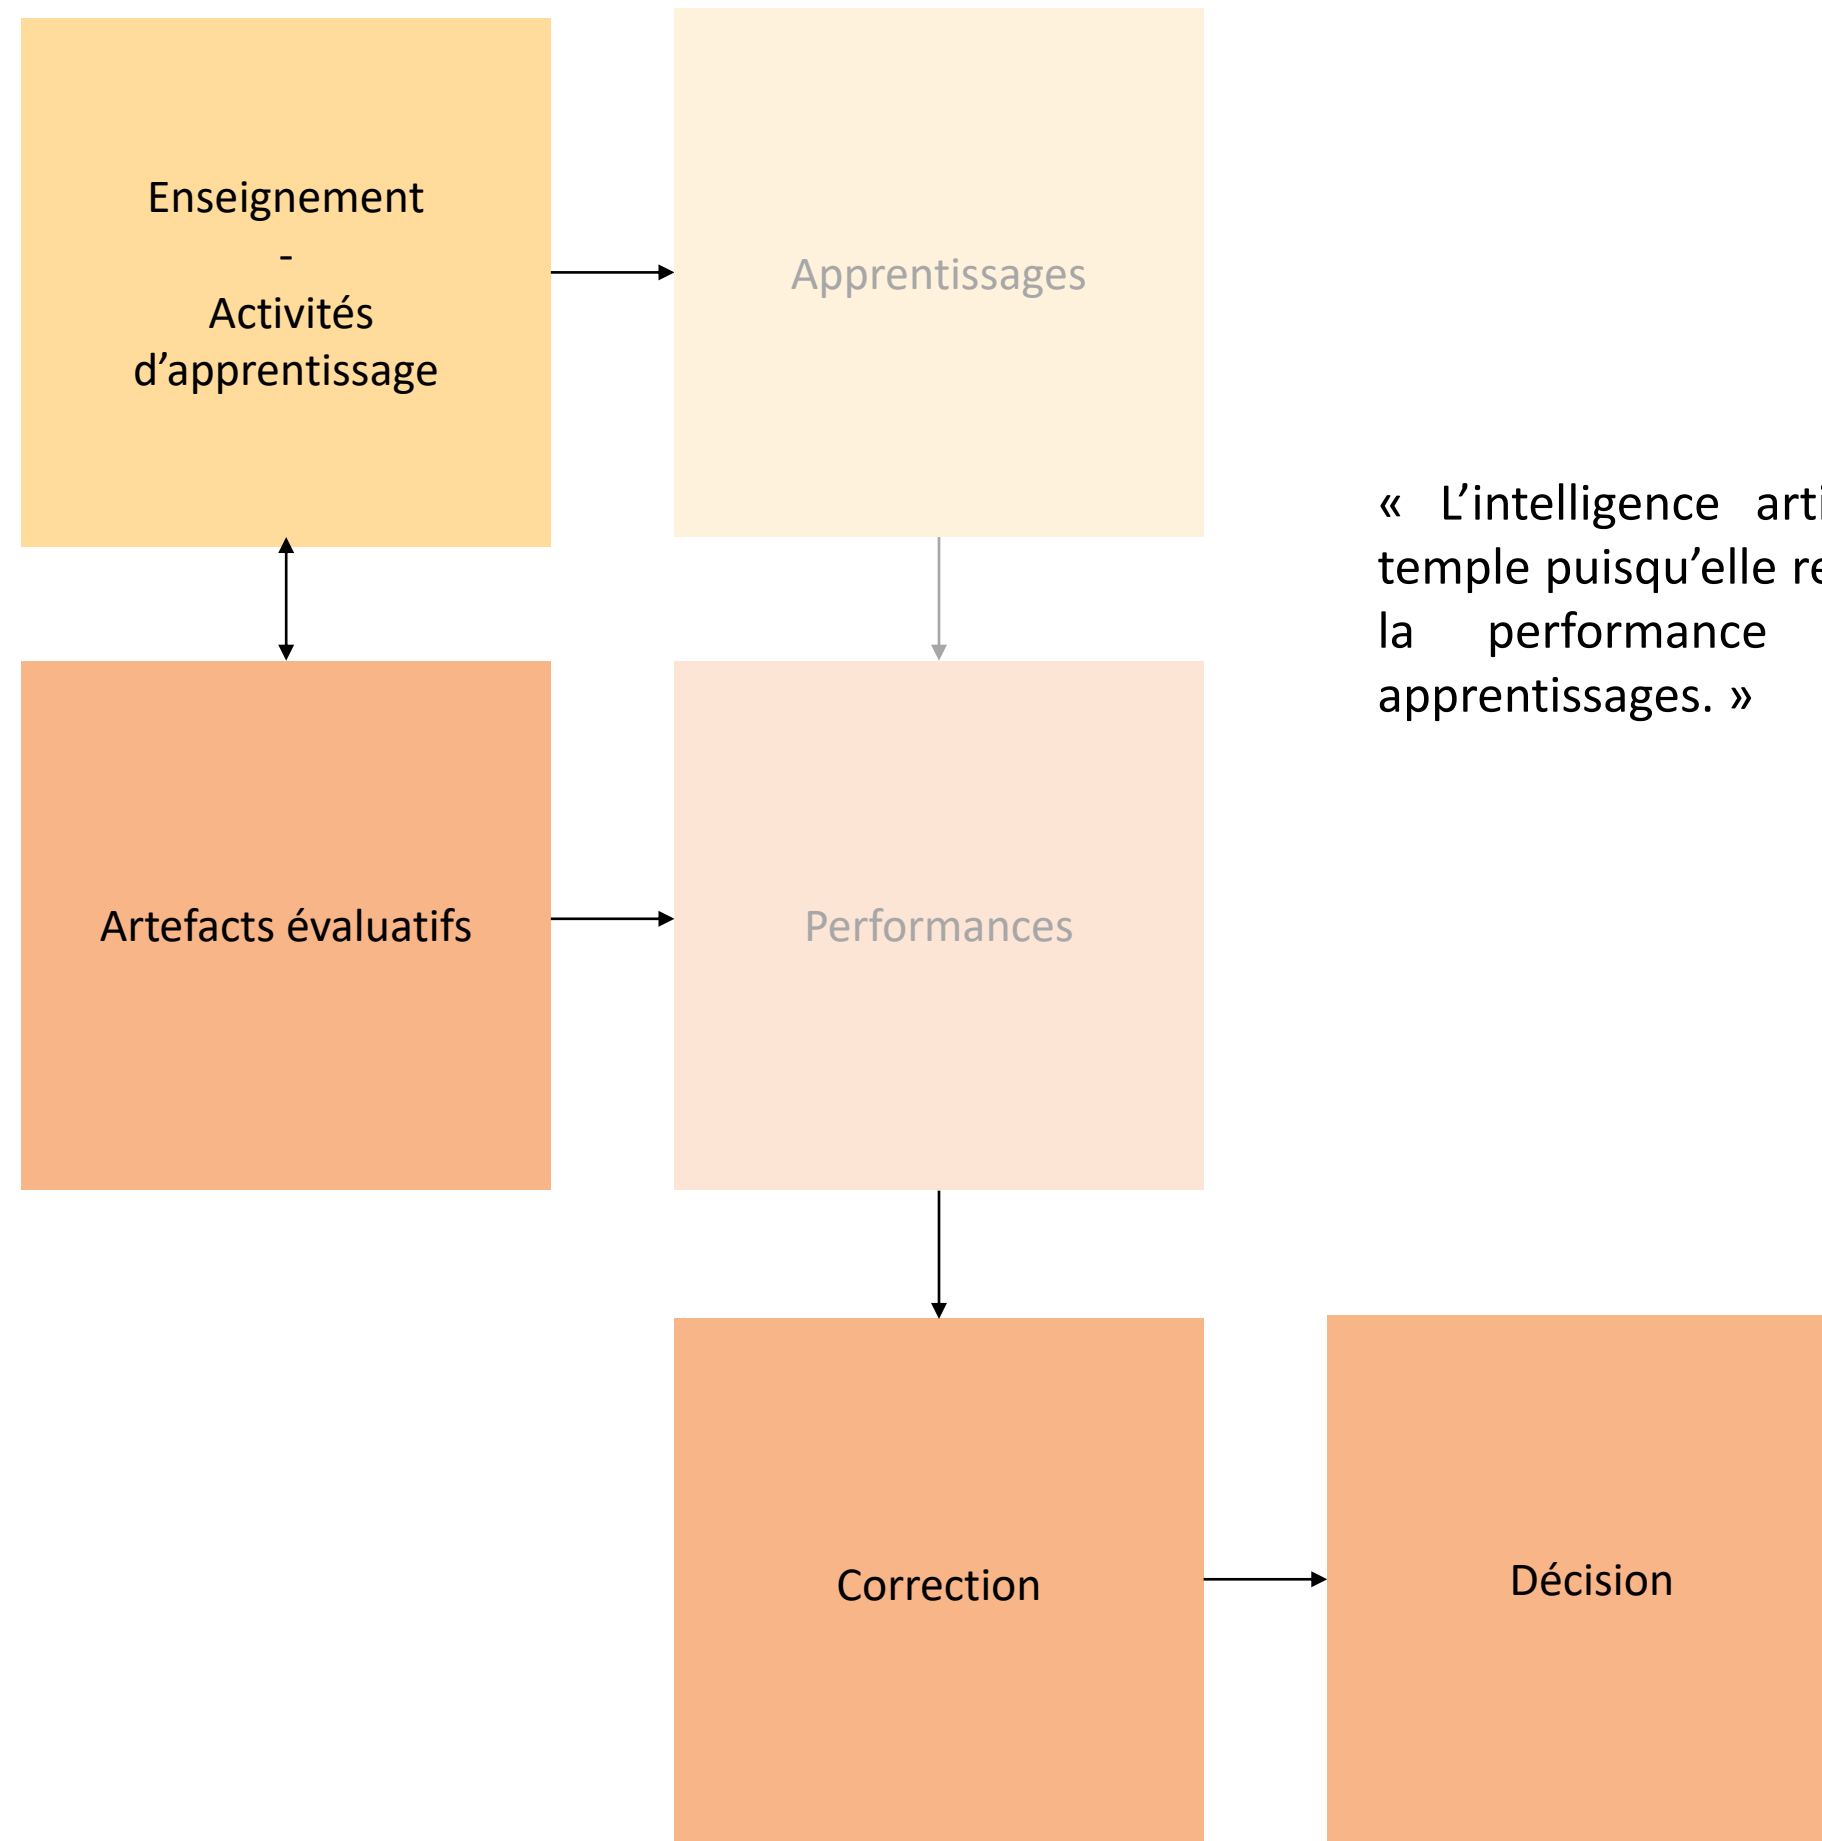 Enseignement
-
Activités
d’apprentissage
Apprentissages
« L’intelligence
temple puisqu’elle
la performance
apprentissages. »
Artefacts évaluatifs
Performances
Correction
Décision